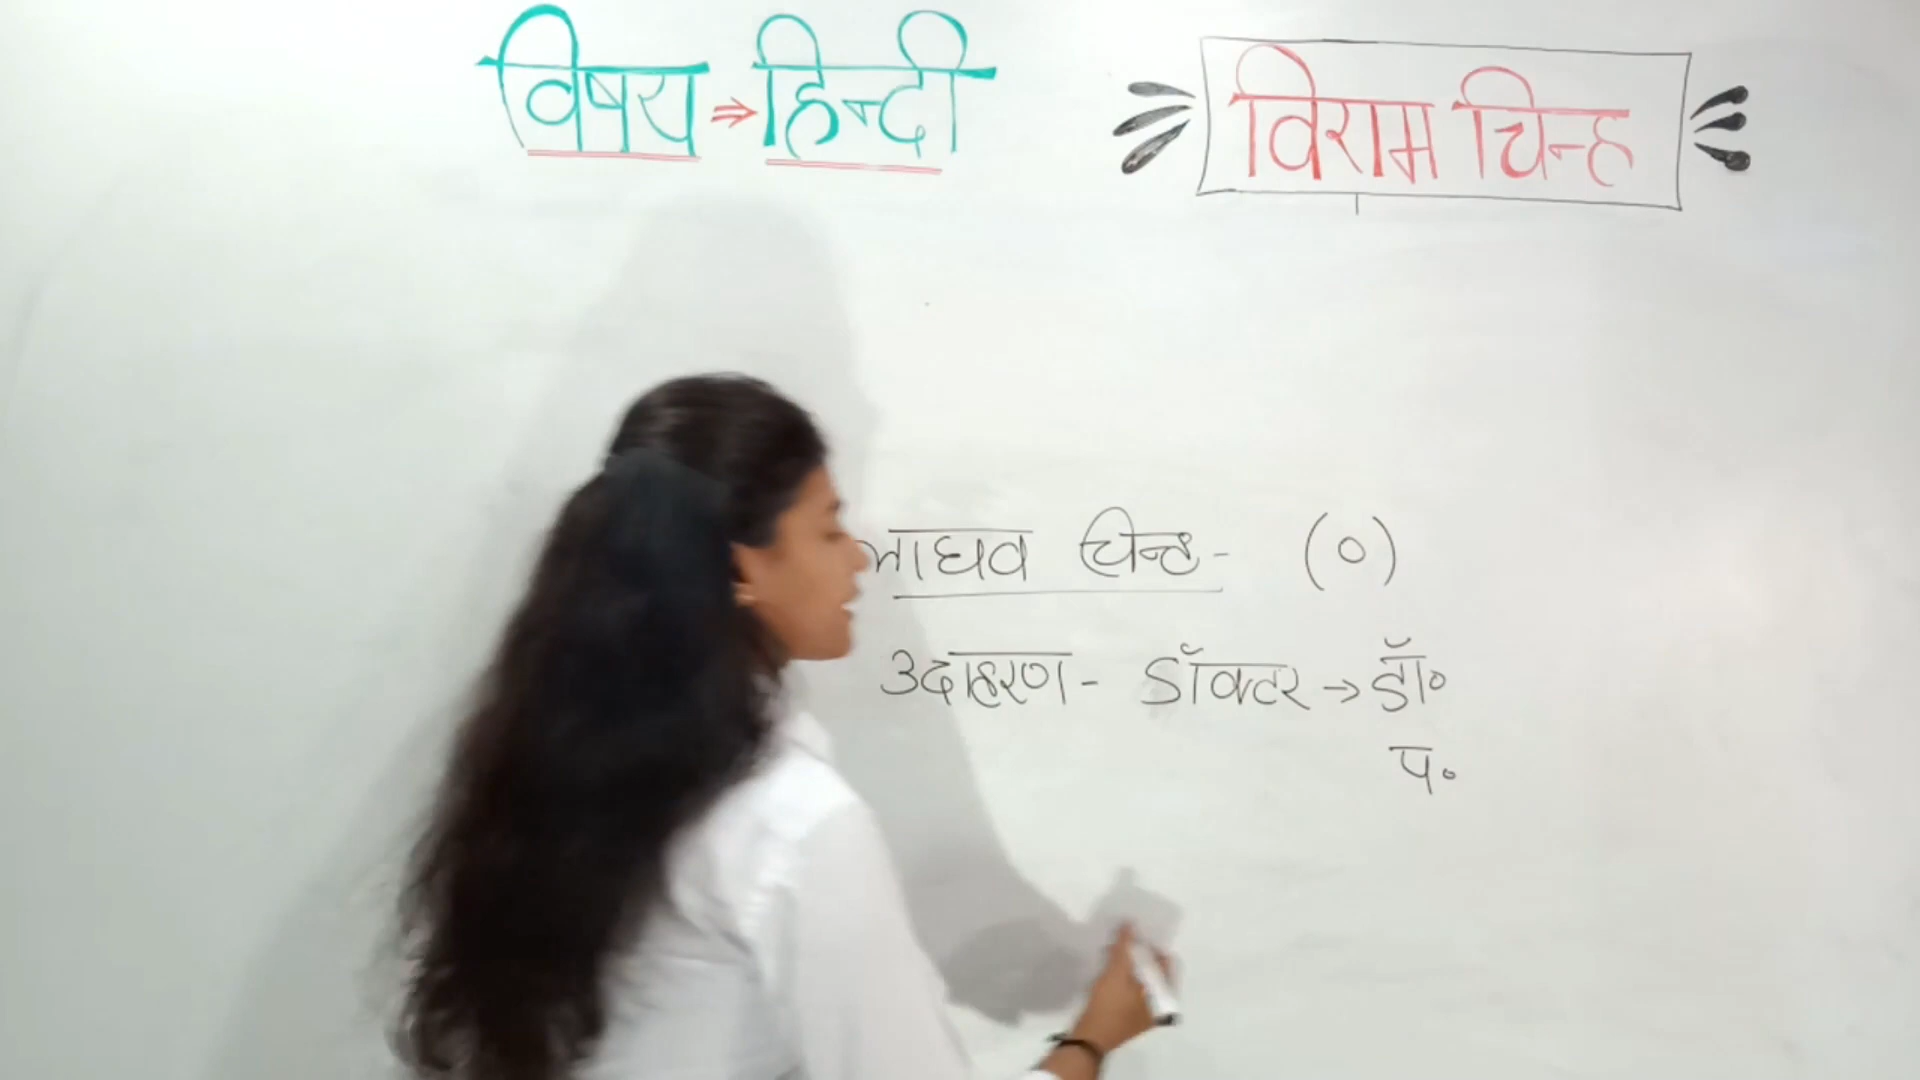 विषय ⇒ हिन्दी
विराम चिन्ह
लाघव चिन्ह - (०)
उदाहरण - डॉक्टर → डॉ०
प०